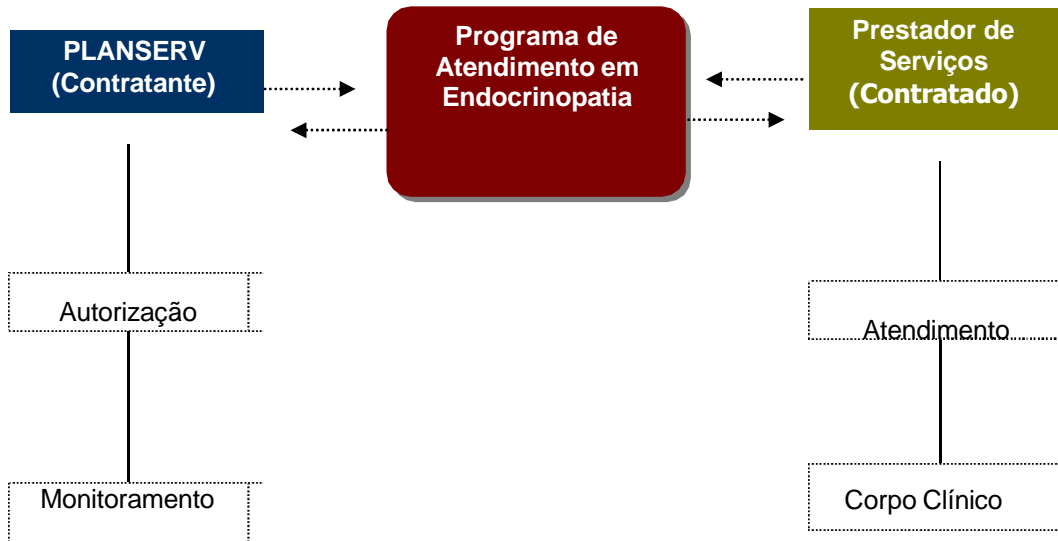 PLANSERV
(Contratante)
Programa de
Atendimento em
Endocrinopatia
Prestador de
Serviços
(Contratado)
Autorização
Atendimento
Monitoramento
Corpo Clínico